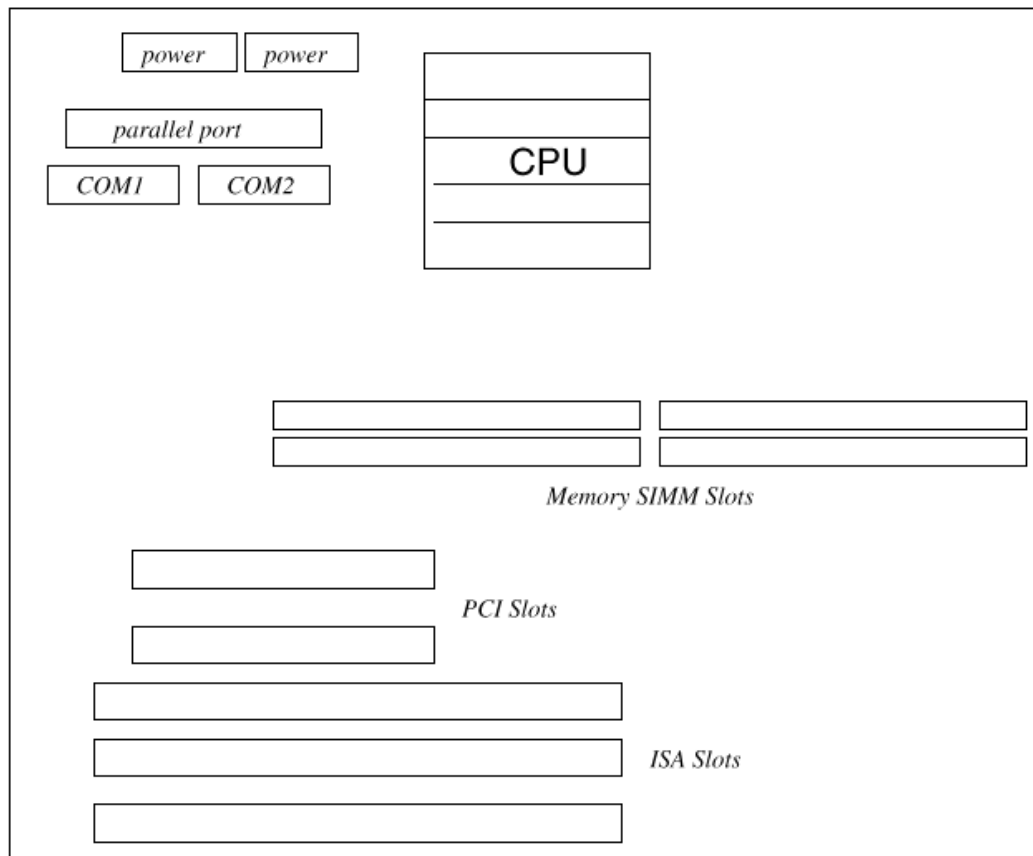 power
power
parallel port
COM1
COM2
CPU
Memory SIMM Slots
PCI Slots
ISA Slots